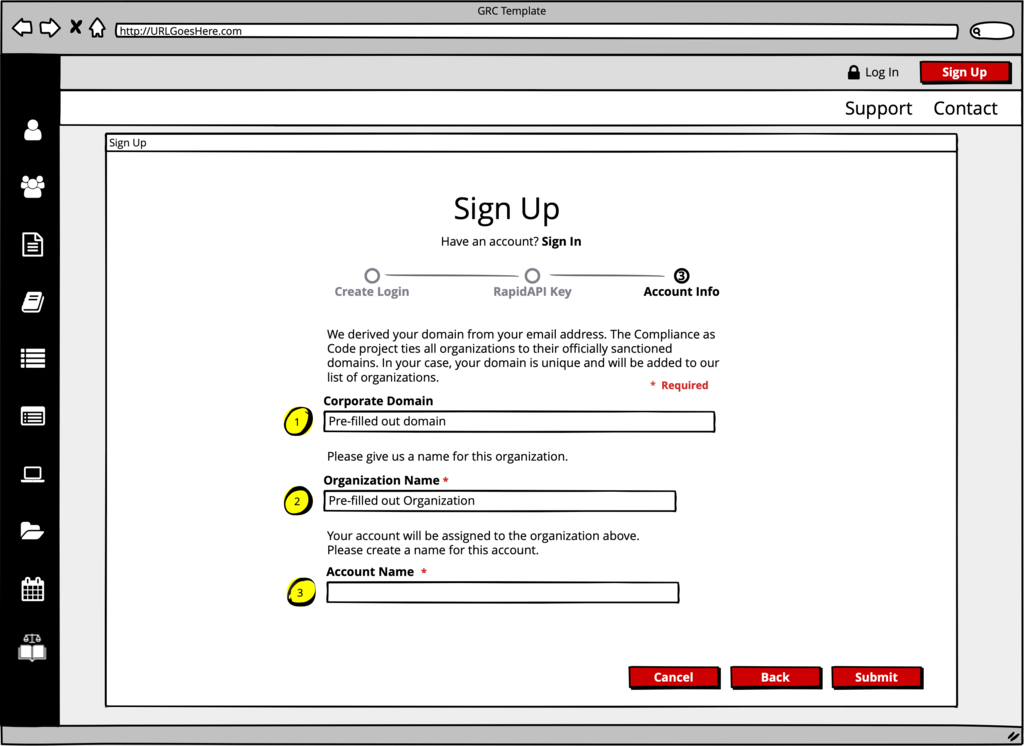 GRC Template
http://URLGoesHere.com
Log In
Sign Up
Support Contact
Sign Up
Sign Up
Have an account? Sign In
3
Create Login
RapidAPI Key
Account Info
We derived your domain from your email address. The Compliance as
Code project ties all organizations to their officially sanctioned
domains. In your case, your domain is unique and will be added to our
list of organizations.
* Required
Corporate Domain
1
Pre-filled out domain
Please give us a name for this organization.
Organization Name *
2
Pre-filled out Organization
Your account will be assigned to the organization above.
Please create a name for this account.
Account Name *
3
Cancel
Back
Submit